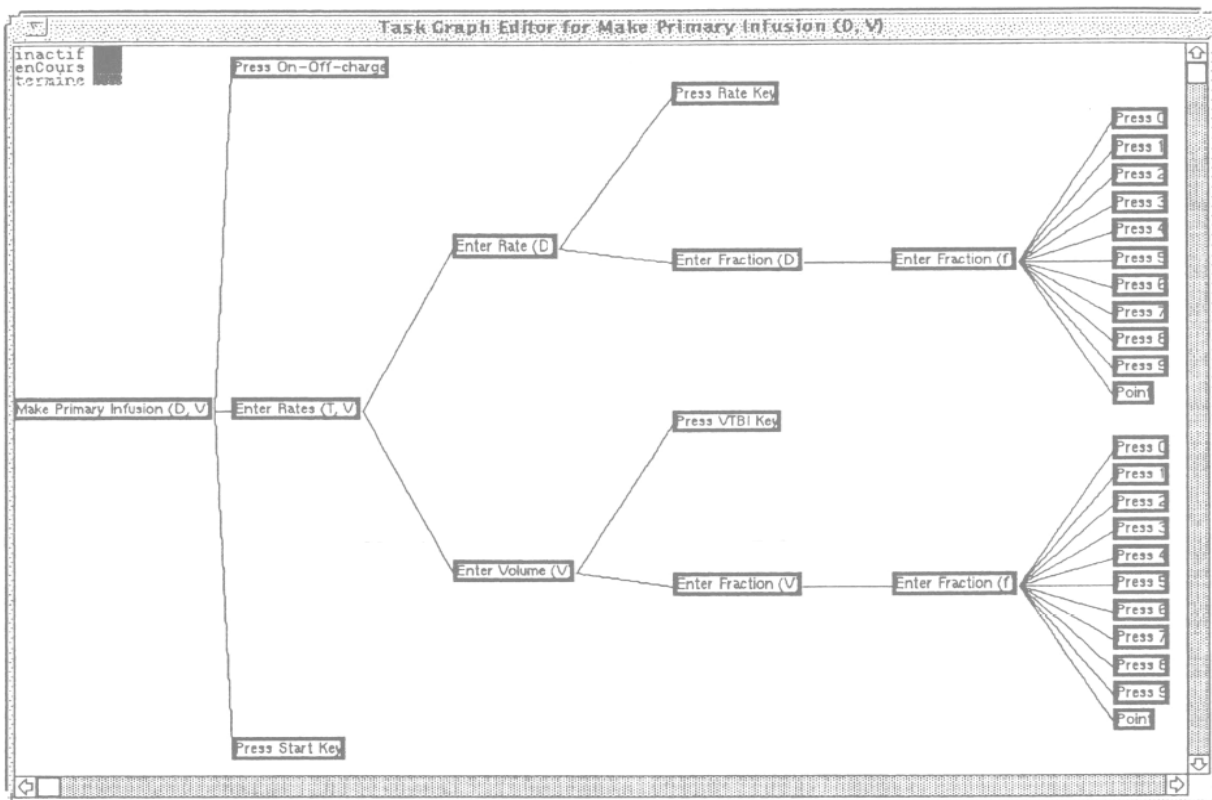 Task Graph Editor for Make Primary Infusion (D, V)
inactif
enCours
termine
Press On-Off-charge
Press Rate Key
Press 0
Press 1
Press 2
Press 3
Press 4
Enter Rate (D
Enter Fraction (D
Enter Fraction (f
Press 5
Press 6
Press 7
Press 8
Press 9
Point
Make Primary Infusion (D, V)
Enter Rates (T, V)
Press VTBI Key
Press 0
Press 1
Press 2
Press 3
Press 4
Enter Volume (V)
Enter Fraction (V)
Enter Fraction (f
Press 5
Press 6
Press 7
Press 8
Press 9
Point
Press Start Key